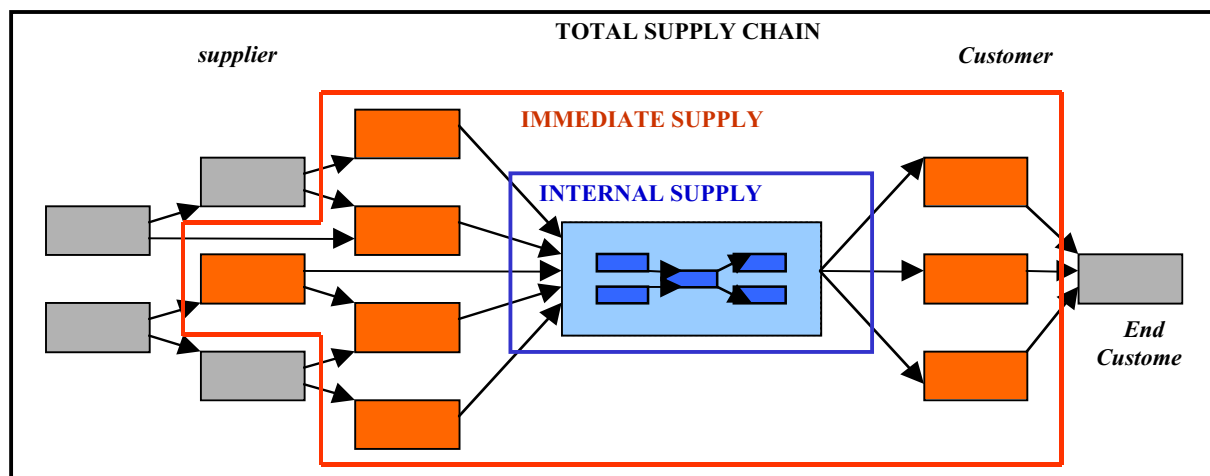 TOTAL SUPPLY CHAIN
supplier
Customer
IMMEDIATE SUPPLY
INTERNAL SUPPLY
End
Custome